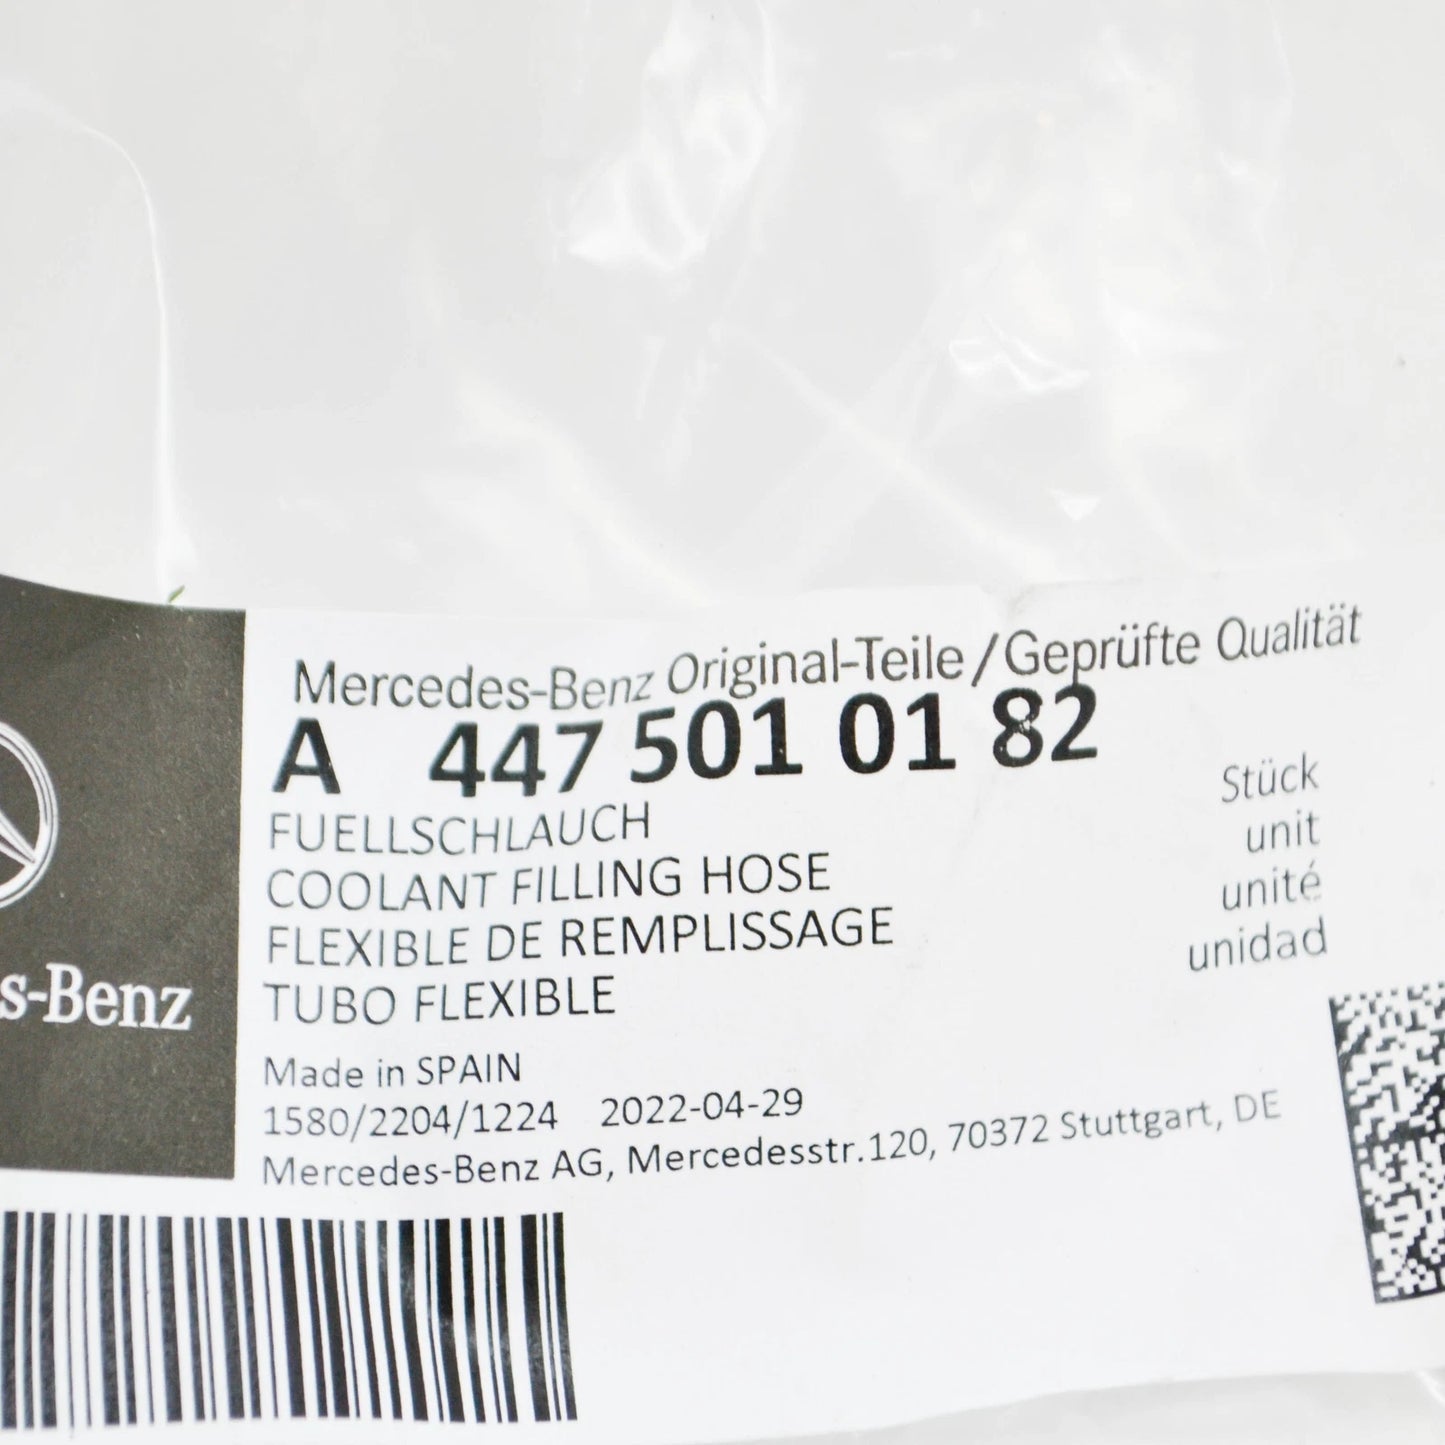 Mercedes-Benz Original-Teile/Geprüfte Qualität
A 447 501 01 82
FUELLSCHLAUCH
COOLANT FILLING HOSE
FLEXIBLE DE REMPLISSAGE
TUBO FLEXIBLE
Stück
unit
unité
unidad
s-Benz
Made in SPAIN
1580/2204/1224 2022-04-29
Mercedes-Benz AG, Mercedesstr.120, 70372 Stuttgart, DE